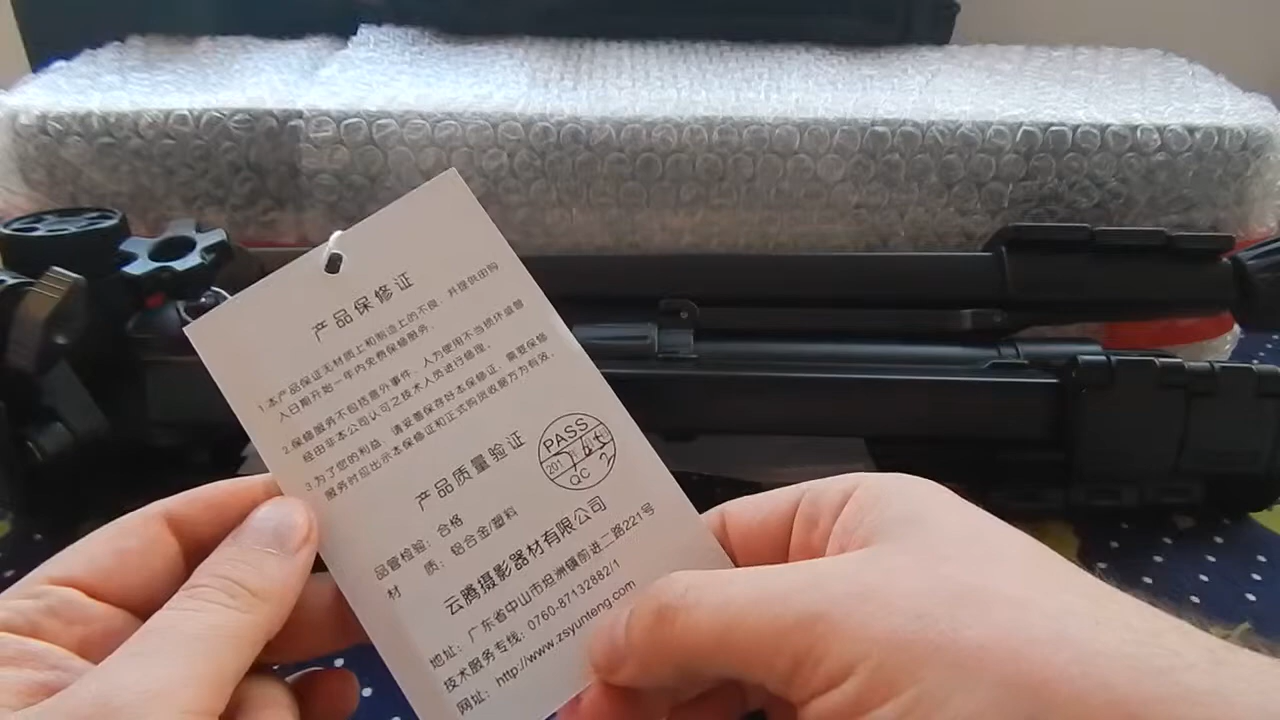 产品保修证
1.本产品保证无材质上和制造上的不良，并提供由购
入日期开始一年内免费保修服务。
2.保修服务不包括意外事件、人为使用不当损坏或曾
经由非本公司认可之技术人员进行修理。
3.为了您的利益，请妥善保存好本保修证，需要保修
服务时应出示本保修证和正式购货收据方为有效。
产品质量验证
PASS
201
QC
品管检验：合格
材 质：铝合金/塑料
云腾摄影器材有限公司
地址：广东省中山市坦洲镇前进二路221号
技术服务专线：0760-87132882/1
网址：http://www.zsyunteng.com